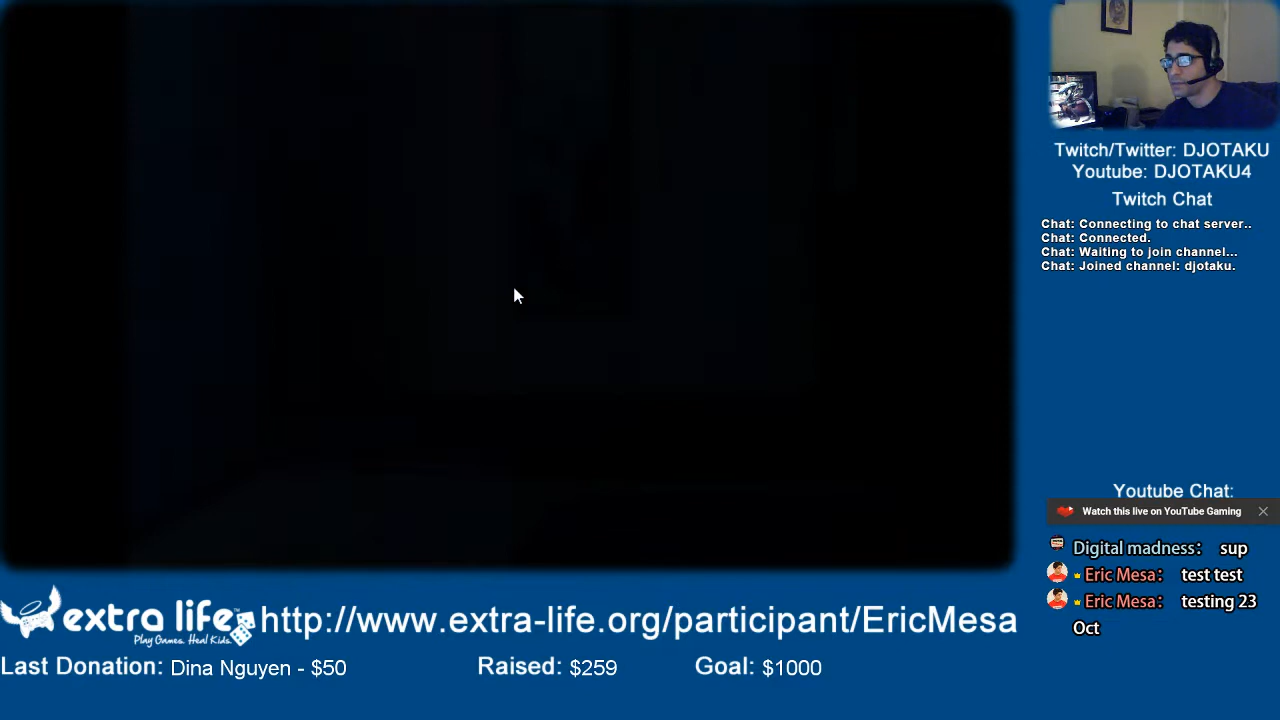 Twitch/Twitter: DJOTAKU
Youtube: DJOTAKU4
Twitch Chat
Chat: Connecting to chat server..
Chat: Connected.
Chat: Waiting to join channel...
Chat: Joined channel: djotaku.
Youtube Chat:
Watch this live on YouTube Gaming
Digital madness: sup
Eric Mesa: test test
Eric Mesa: testing 23
Oct
extra life
Play Games. Heal Kids.
http://www.extra-life.org/participant/EricMesa
Last Donation: Dina Nguyen - $50 Raised: $259 Goal: $1000